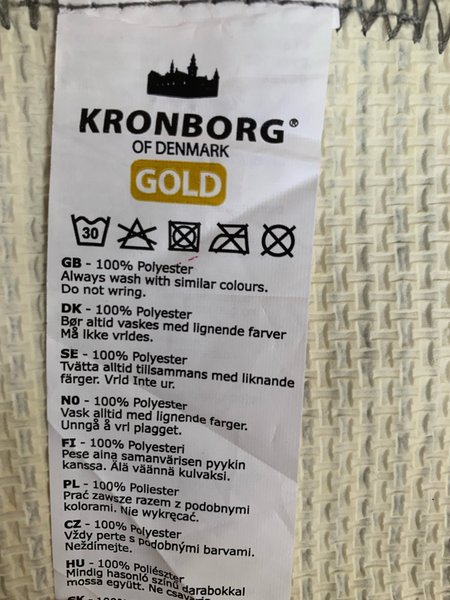 KRONBORG®
OF DENMARK
GOLD
30
GB - 100% Polyester
Always wash with similar colours.
Do not wring.
DK - 100% Polyester
Bør altid vaskes med lignende farver
Må ikke vrides.
SE - 100% Polyester
Tvätta alltid tillsammans med liknande
färger. Vrid Inte ur.
NO - 100% Polyester
Vask alltid med lignende farger.
Unngå å vri plagget.
FI - 100% Polyesteri
Pese aina samanvärisen pyykin
kanssa. Älä väännä kuivaksi.
PL - 100% Poliester
Prać zawsze razem z podobnymi
kolorami. Nie wykręcać.
CZ - 100% Polyester
Vždy perte s podobnými barvami.
Neždímejte.
HU - 100% Poliészter
Mindig hasonló színű darabokkal
mossa együtt. Ne csavarja